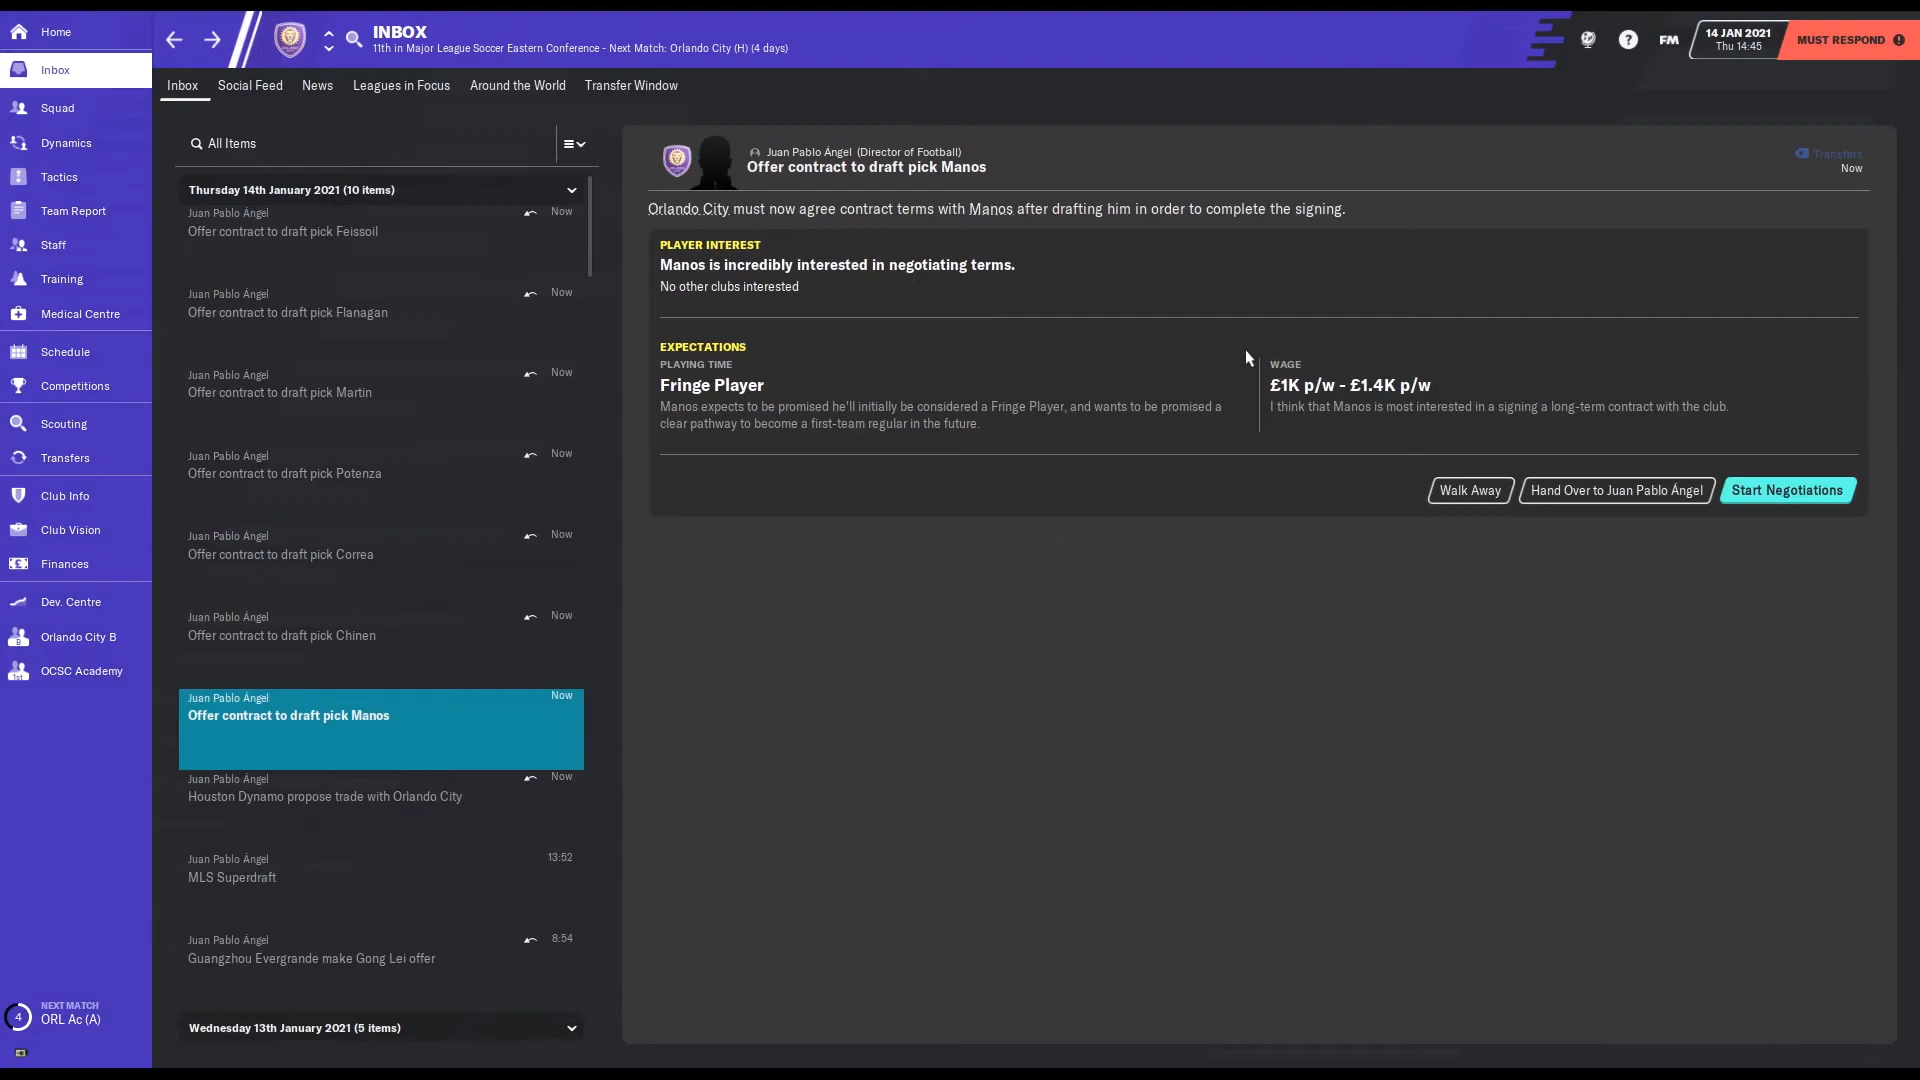 Home
Inbox
Squad
Dynamics
Tactics
Team Report
Staff
Training
Medical Centre
Schedule
Competitions
Scouting
Transfers
Club Info
Club Vision
Finances
Dev. Centre
Orlando City B
OCSC Academy
NEXT MATCH
4
ORL Ac (A)
INBOX
11th in Major League Soccer Eastern Conference - Next Match: Orlando City (H) (4 days)
FM
14 JAN 2021
Thu 14:45
MUST RESPOND
Inbox Social Feed News Leagues in Focus Around the World Transfer Window
All Items
Thursday 14th January 2021 (10 items)
Juan Pablo Ángel Now
Offer contract to draft pick Feissoil
Juan Pablo Ángel Now
Offer contract to draft pick Flanagan
Juan Pablo Ángel Now
Offer contract to draft pick Martin
Juan Pablo Ángel Now
Offer contract to draft pick Potenza
Juan Pablo Ángel Now
Offer contract to draft pick Correa
Juan Pablo Ángel Now
Offer contract to draft pick Chinen
Juan Pablo Ángel Now
Offer contract to draft pick Manos
Juan Pablo Ángel Now
Houston Dynamo propose trade with Orlando City
Juan Pablo Ángel 13:52
MLS Superdraft
Juan Pablo Ángel 8:54
Guangzhou Evergrande make Gong Lei offer
Wednesday 13th January 2021 (5 items)
Juan Pablo Ángel (Director of Football)
Offer contract to draft pick Manos
Transfers
Now
Orlando City must now agree contract terms with Manos after drafting him in order to complete the signing.
PLAYER INTEREST
Manos is incredibly interested in negotiating terms.
No other clubs interested
EXPECTATIONS
PLAYING TIME
Fringe Player
Manos expects to be promised he'll initially be considered a Fringe Player, and wants to be promised a
clear pathway to become a first-team regular in the future.
WAGE
£1K p/w - £1.4K p/w
I think that Manos is most interested in a signing a long-term contract with the club.
Walk Away
Hand Over to Juan Pablo Ángel
Start Negotiations